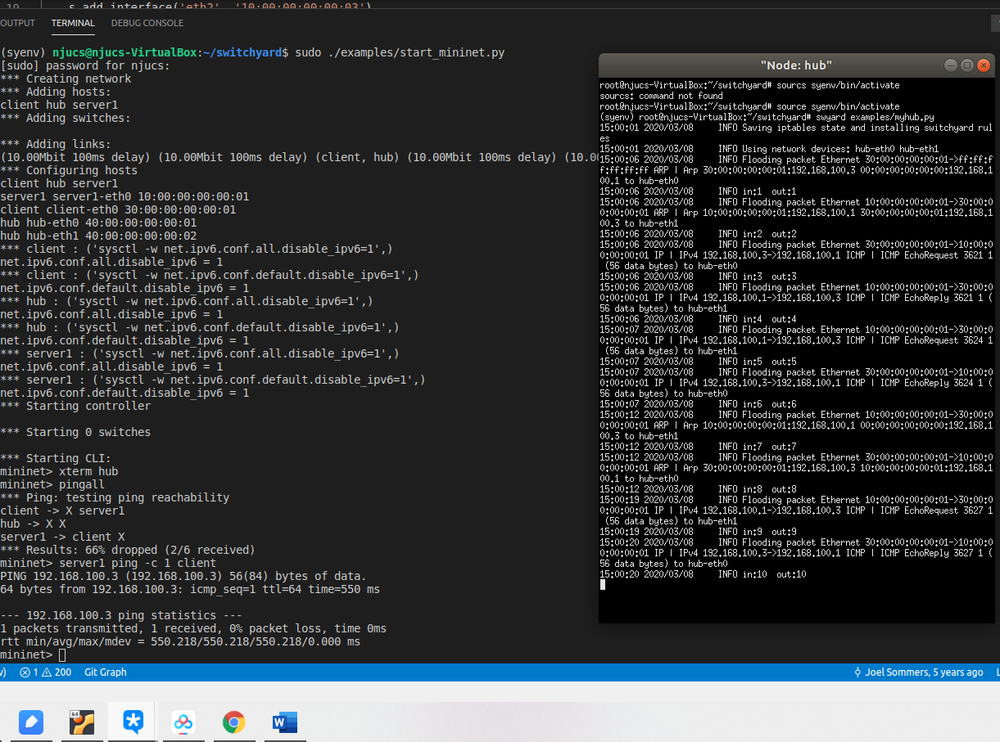 OUTPUT TERMINAL DEBUG CONSOLE
(syenv) njucs@njucs-VirtualBox:~/switchyard$ sudo ./examples/start_mininet.py
[sudo] password for njucs:
*** Creating network
*** Adding hosts:
client hub server1
*** Adding switches:
*** Adding links:
(10.00Mbit 100ms delay) (10.00Mbit 100ms delay) (client, hub) (10.00Mbit 100ms delay) (10.0
*** Configuring hosts
client hub server1
server1 server1-eth0 10:00:00:00:00:01
client client-eth0 30:00:00:00:00:01
hub hub-eth0 40:00:00:00:00:01
hub hub-eth1 40:00:00:00:00:02
*** client : ('sysctl -w net.ipv6.conf.all.disable_ipv6=1',)
net.ipv6.conf.all.disable_ipv6 = 1
*** client : ('sysctl -w net.ipv6.conf.default.disable_ipv6=1',)
net.ipv6.conf.default.disable_ipv6 = 1
*** hub : ('sysctl -w net.ipv6.conf.all.disable_ipv6=1',)
net.ipv6.conf.all.disable_ipv6 = 1
*** hub : ('sysctl -w net.ipv6.conf.default.disable_ipv6=1',)
net.ipv6.conf.default.disable_ipv6 = 1
*** server1 : ('sysctl -w net.ipv6.conf.all.disable_ipv6=1',)
net.ipv6.conf.all.disable_ipv6 = 1
*** server1 : ('sysctl -w net.ipv6.conf.default.disable_ipv6=1',)
net.ipv6.conf.default.disable_ipv6 = 1
*** Starting controller
*** Starting 0 switches
*** Starting CLI:
mininet> xterm hub
mininet> pingall
*** Ping: testing ping reachability
client -> X server1
hub -> X X
server1 -> client X
*** Results: 66% dropped (2/6 received)
mininet> server1 ping -c 1 client
PING 192.168.100.3 (192.168.100.3) 56(84) bytes of data.
64 bytes from 192.168.100.3: icmp_seq=1 ttl=64 time=550 ms
--- 192.168.100.3 ping statistics ---
1 packets transmitted, 1 received, 0% packet loss, time 0ms
rtt min/avg/max/mdev = 550.218/550.218/550.218/0.000 ms
mininet>
"Node: hub"
root@njucs-VirtualBox:~/switchyard# sourcs syenv/bin/activate
sourcs: command not found
root@njucs-VirtualBox:~/switchyard# source syenv/bin/activate
(syenv) root@njucs-VirtualBox:~/switchyard# swyard examples/myhub.py
15:00:01 2020/03/08     INFO Saving iptables state and installing switchyard rul
es
15:00:01 2020/03/08     INFO Using network devices: hub-eth0 hub-eth1
15:00:06 2020/03/08     INFO Flooding packet Ethernet 30:00:00:00:00:01->ff:ff:f
f:ff:ff:ff ARP | Arp 30:00:00:00:00:01:192.168.100.3 00:00:00:00:00:00:192.168.1
00.1 to hub-eth0
15:00:06 2020/03/08     INFO in:1  out:1
15:00:06 2020/03/08     INFO Flooding packet Ethernet 10:00:00:00:00:01->30:00:0
0:00:00:01 ARP | Arp 10:00:00:00:00:01:192.168.100.1 30:00:00:00:00:01:192.168.1
00.3 to hub-eth1
15:00:06 2020/03/08     INFO in:2  out:2
15:00:06 2020/03/08     INFO Flooding packet Ethernet 30:00:00:00:00:01->10:00:0
0:00:00:01 IP | IPv4 192.168.100.3->192.168.100.1 ICMP | ICMP EchoRequest 3621 1
(56 data bytes) to hub-eth0
15:00:06 2020/03/08     INFO in:3  out:3
15:00:06 2020/03/08     INFO Flooding packet Ethernet 10:00:00:00:00:01->30:00:0
0:00:00:01 IP | IPv4 192.168.100.1->192.168.100.3 ICMP | ICMP EchoReply 3621 1 (
56 data bytes) to hub-eth1
15:00:06 2020/03/08     INFO in:4  out:4
15:00:07 2020/03/08     INFO Flooding packet Ethernet 10:00:00:00:00:01->30:00:0
0:00:00:01 IP | IPv4 192.168.100.1->192.168.100.3 ICMP | ICMP EchoRequest 3624 1
(56 data bytes) to hub-eth1
15:00:07 2020/03/08     INFO in:5  out:5
15:00:07 2020/03/08     INFO Flooding packet Ethernet 30:00:00:00:00:01->10:00:0
0:00:00:01 IP | IPv4 192.168.100.3->192.168.100.1 ICMP | ICMP EchoReply 3624 1 (
56 data bytes) to hub-eth0
15:00:07 2020/03/08     INFO in:6  out:6
15:00:12 2020/03/08     INFO Flooding packet Ethernet 10:00:00:00:00:01->30:00:0
0:00:00:01 ARP | Arp 10:00:00:00:00:01:192.168.100.1 00:00:00:00:00:00:192.168.1
00.3 to hub-eth1
15:00:12 2020/03/08     INFO in:7  out:7
15:00:12 2020/03/08     INFO Flooding packet Ethernet 30:00:00:00:00:01->10:00:0
0:00:00:01 ARP | Arp 30:00:00:00:00:01:192.168.100.3 10:00:00:00:00:01:192.168.1
00.1 to hub-eth0
15:00:12 2020/03/08     INFO in:8  out:8
15:00:19 2020/03/08     INFO Flooding packet Ethernet 10:00:00:00:00:01->30:00:0
0:00:00:01 IP | IPv4 192.168.100.1->192.168.100.3 ICMP | ICMP EchoRequest 3627 1
(56 data bytes) to hub-eth1
15:00:19 2020/03/08     INFO in:9  out:9
15:00:20 2020/03/08     INFO Flooding packet Ethernet 30:00:00:00:00:01->10:00:0
0:00:00:01 IP | IPv4 192.168.100.3->192.168.100.1 ICMP | ICMP EchoReply 3627 1 (
56 data bytes) to hub-eth0
15:00:20 2020/03/08     INFO in:10  out:10
1 200 Git Graph Joel Sommers, 5 years ago
64
W